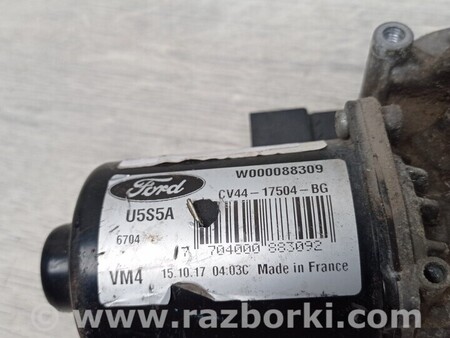 W000088309
Ford
CV44-17504-BG
U5S5A
6704
7 704000 883092
VM4 15.10.17 04:03C Made in France
www.razborki.com